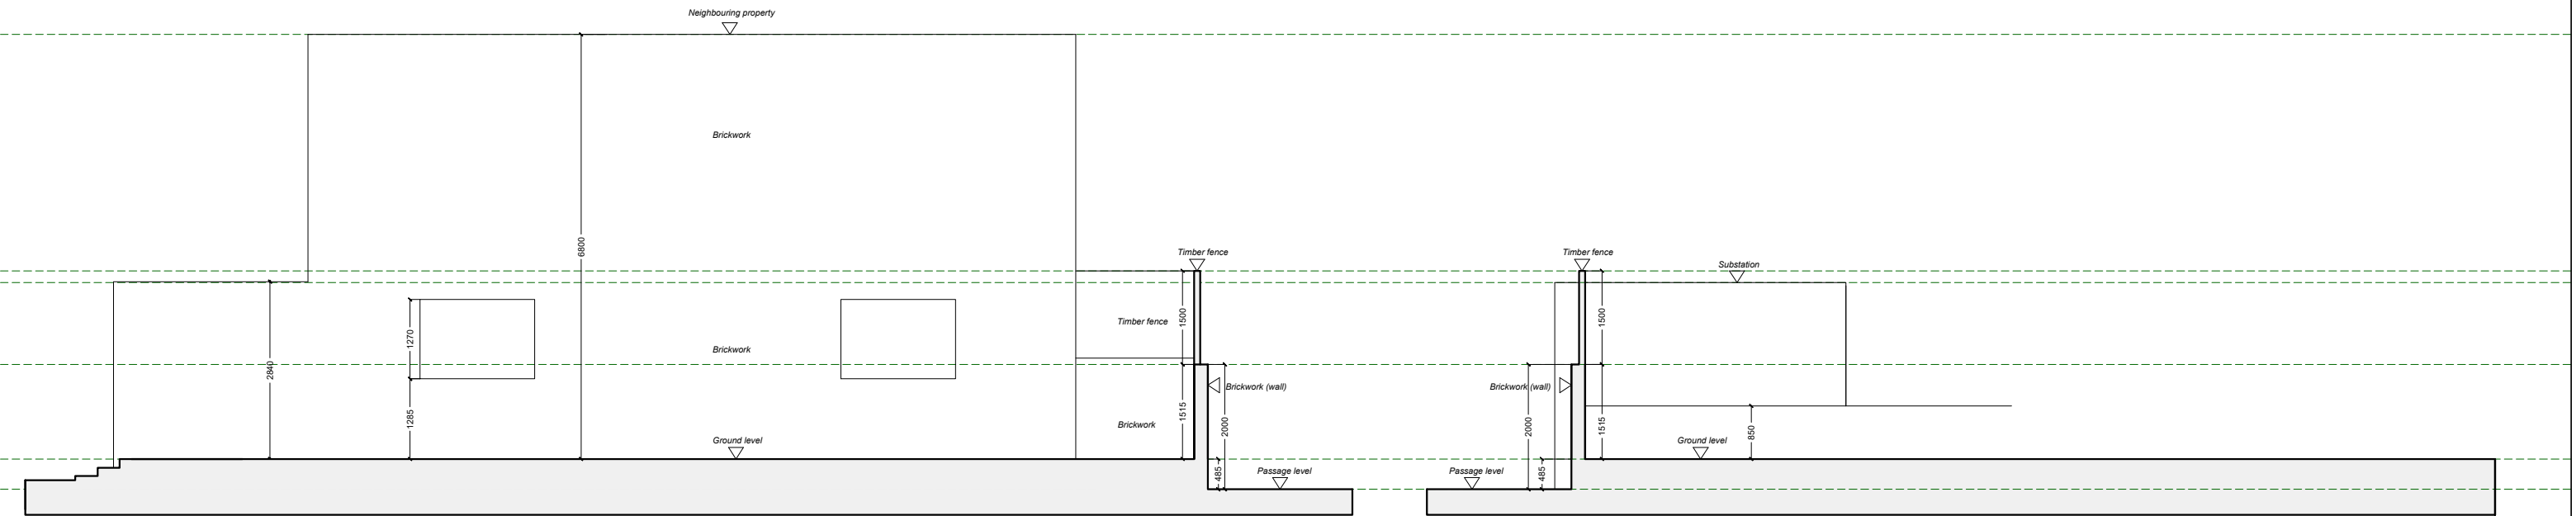 Neighbouring property
Brickwork
6800
Timber fence
Timber fence
Substation
1270
2840
Brickwork
Timber fence
1500
1500
1285
1515
Brickwork (wall)
Brickwork (wall)
1515
Brickwork
2000
2000
850
Ground level
Ground level
485
Passage level
Passage level
485